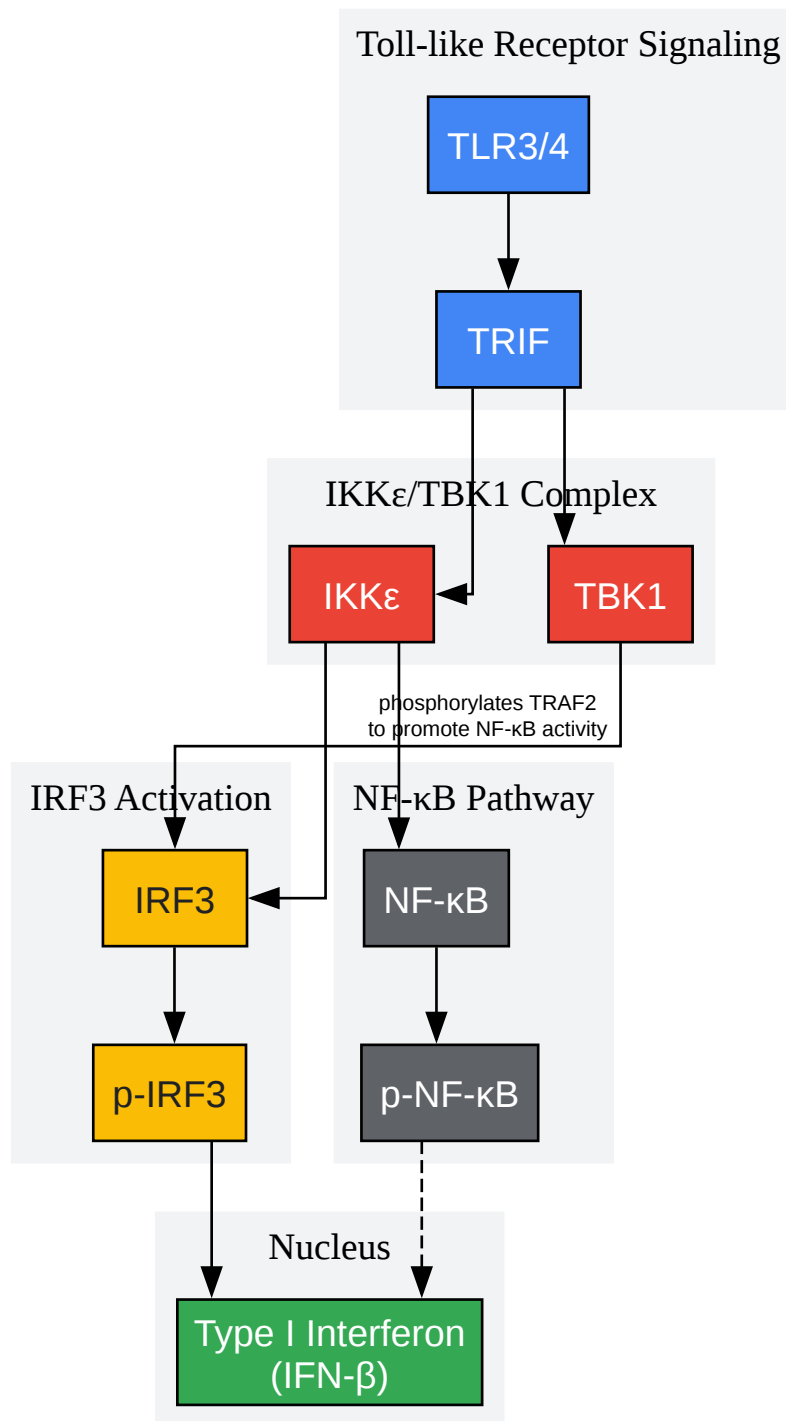 Toll-like Receptor Signaling
TLR3/4
TRIF
IKKε/TBK1 Complex
IKKε
TBK1
phosphorylates TRAF2
to promote NF-κB activity
IRF3 Activation
NF-κB Pathway
IRF3
NF-κB
p-IRF3
p-NF-κB
Nucleus
Type I Interferon
(IFN-β)